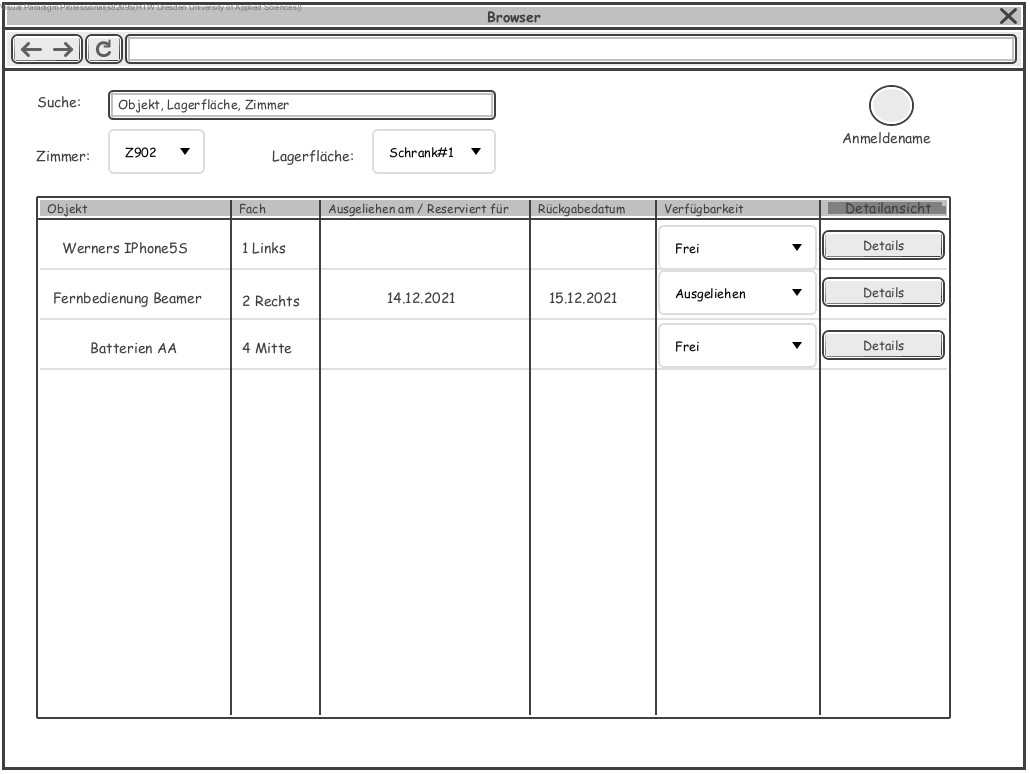 Visual Paradigm Professional(s82695(HTW Dresden University of Applied Sciences))
Browser
Suche: Objekt, Lagerfläche, Zimmer
Anmeldename
Zimmer: Z902 Lagerfläche: Schrank#1
Objekt Fach Ausgeliehen am / Reserviert für Rückgabedatum Verfügbarkeit Detailansicht
Werners IPhone5S 1 Links Frei Details
Fernbedienung Beamer 2 Rechts 14.12.2021 15.12.2021 Ausgeliehen Details
Batterien AA 4 Mitte Frei Details